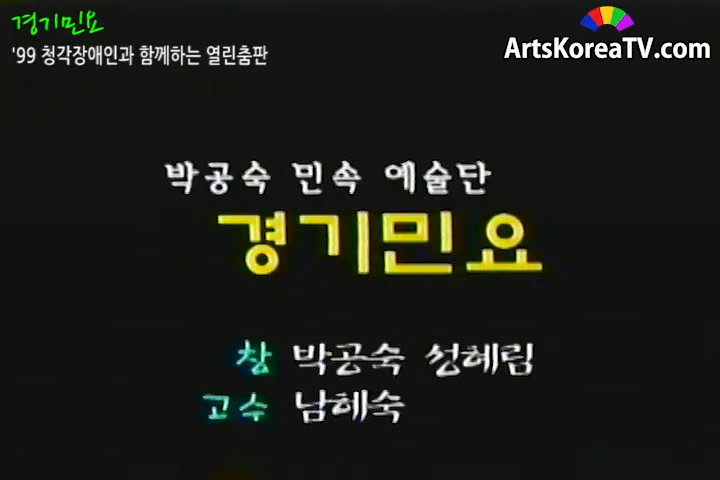 경기민요
'99 청각장애인과 함께하는 열린춤판
ArtsKoreaTV.com
박공숙 민속 예술단
경기민요
창 박공숙 성혜림
고수 남혜숙